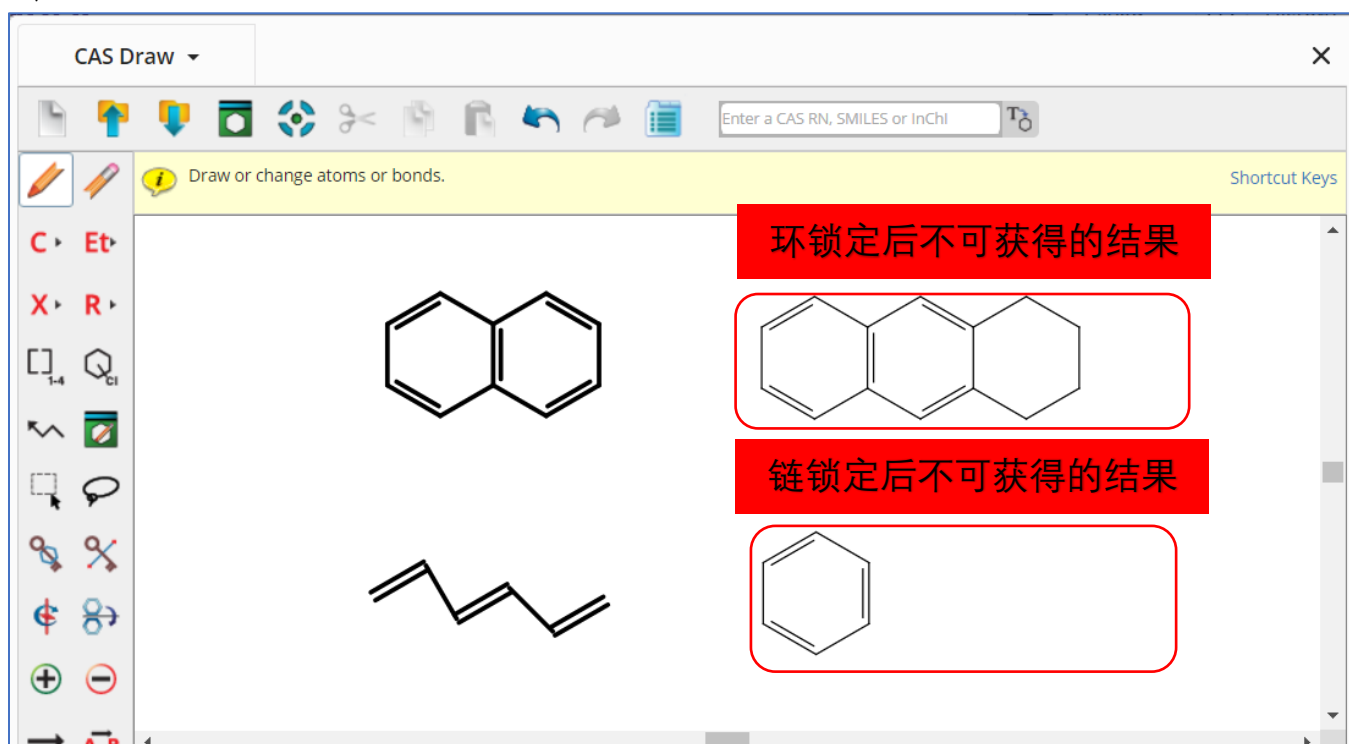 CAS Draw
Enter a CAS RN, SMILES or InChI
Draw or change atoms or bonds.
Shortcut Keys
C
Et
环锁定后不可获得的结果
X
R
1-4
Cl
链锁定后不可获得的结果
A
B